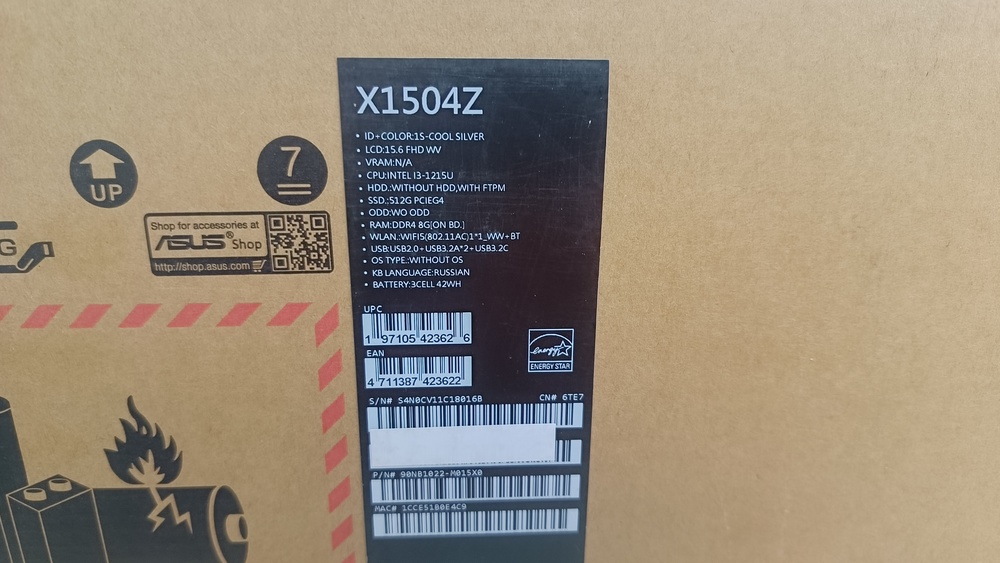 X1504Z
• ID+COLOR:1S-COOL SILVER
• LCD:15.6 FHD WV
• VRAM:N/A
• CPU:INTEL I3-1215U
• HDD.:WITHOUT HDD,WITH FTPM
• SSD.:512G PCIEG4
• ODD:WO ODD
• RAM:DDR4 8G[ON BD.]
• WLAN.:WIFI5(802.11AC)1*1_WW+BT
• USB:USB2.0+USB3.2A*2+USB3.2C
• OS TYPE.:WITHOUT OS
• KB LANGUAGE:RUSSIAN
• BATTERY:3CELL 42WH
UPC
1 97105 42362 6
EAN
4 711387 423622
ENERGY STAR
S/N# S4N0CV11C18016B CN# 6TE7
P/N# 90NB1022-M015X0
MAC# 1CCE5180E4C9
UP
7
Shop for accessories at
ASUS® Shop
http://shop.asus.com
G